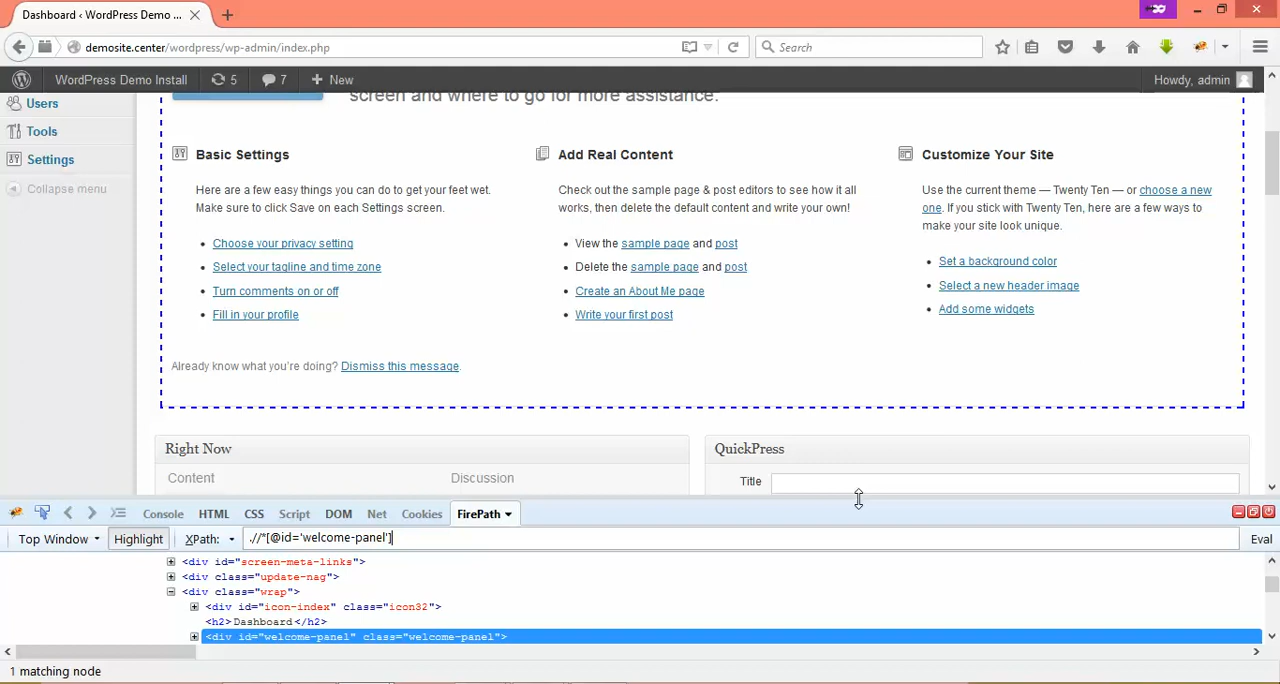 Dashboard ‹ WordPress Demo ...
demosite.center/wordpress/wp-admin/index.php
Search
WordPress Demo Install
5
7
New
Howdy, admin
Users
Tools
Settings
Collapse menu
screen and where to go for more assistance:
Basic Settings
Here are a few easy things you can do to get your feet wet.
Make sure to click Save on each Settings screen.
• Choose your privacy setting
• Select your tagline and time zone
• Turn comments on or off
• Fill in your profile
Add Real Content
Check out the sample page & post editors to see how it all
works, then delete the default content and write your own!
• View the sample page and post
• Delete the sample page and post
• Create an About Me page
• Write your first post
Customize Your Site
Use the current theme — Twenty Ten — or choose a new
one. If you stick with Twenty Ten, here are a few ways to
make your site look unique.
• Set a background color
• Select a new header image
• Add some widgets
Already know what you’re doing? Dismiss this message.
Right Now
Content
Discussion
QuickPress
Title
Console
HTML
CSS
Script
DOM
Net
Cookies
FirePath
Top Window
Highlight
XPath:
.//*[@id='welcome-panel']
Eval
<div id="screen-meta-links">
<div class="update-nag">
<div class="wrap">
<div id="icon-index" class="icon32">
<h2>Dashboard</h2>
<div id="welcome-panel" class="welcome-panel">
1 matching node